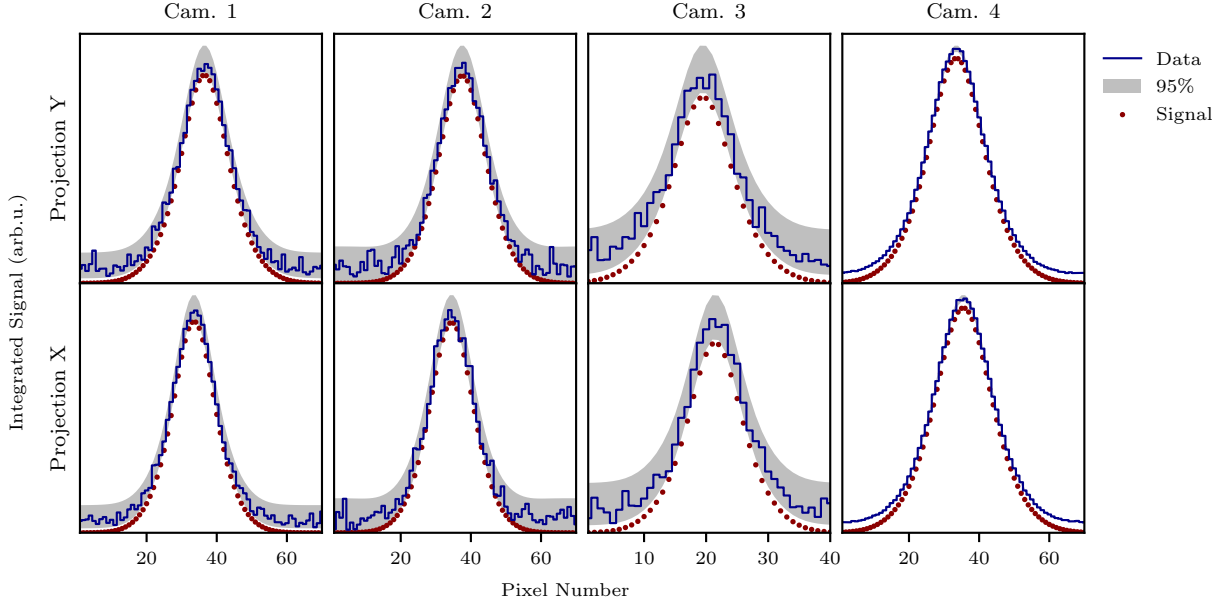 Cam. 1 Cam. 2 Cam. 3 Cam. 4
Data
95%
Signal
Integrated Signal (arb.u.)
Projection Y
Projection X
20 40 60 20 40 60 10 20 30 40 20 40 60
Pixel Number